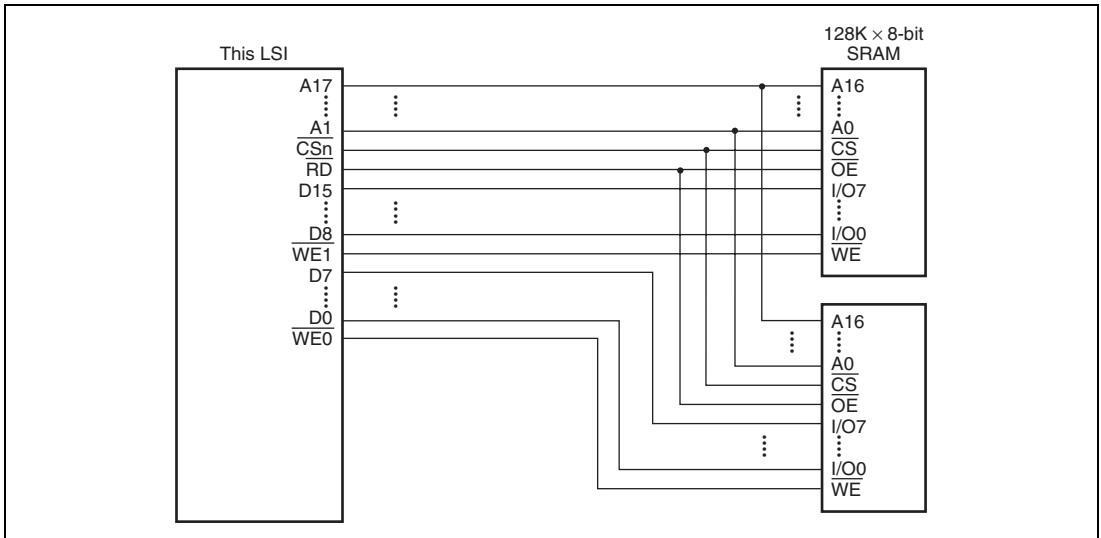 This LSI
A17
A1
CSn
RD
D15
D8
WE1
D7
D0
WE0
128K × 8-bit
SRAM
A16
A0
CS
OE
I/O7
I/O0
WE
A16
A0
CS
OE
I/O7
I/O0
WE